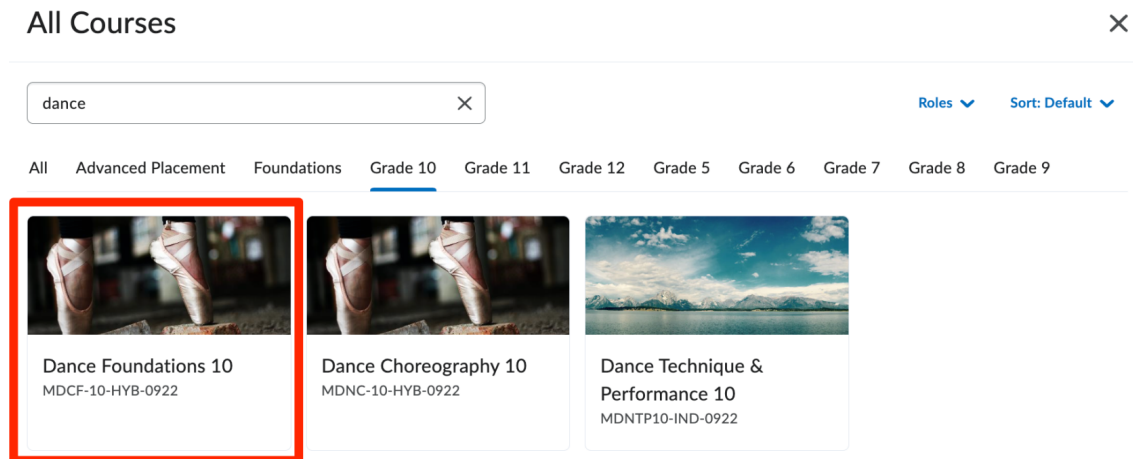 All Courses
dance
Roles
Sort: Default
All Advanced Placement Foundations Grade 10 Grade 11 Grade 12 Grade 5 Grade 6 Grade 7 Grade 8 Grade 9
Dance Foundations 10
MDCF-10-HYB-0922
Dance Choreography 10
MDNC-10-HYB-0922
Dance Technique &
Performance 10
MDNTP10-IND-0922